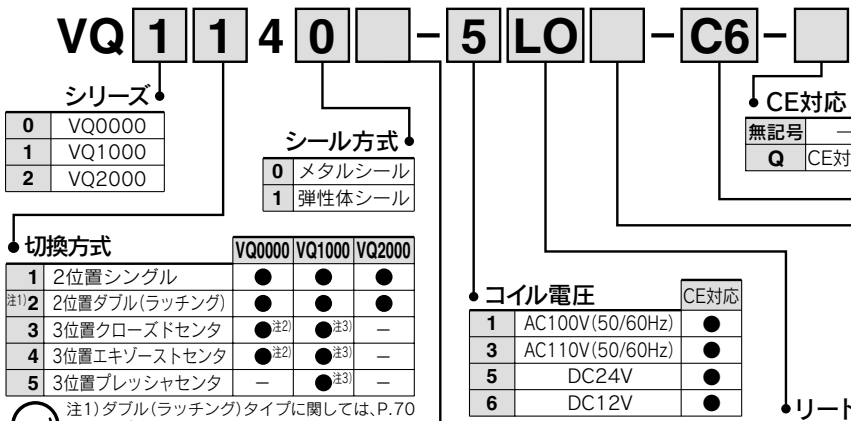 VQ 1 1 4 0 － 5 LO － C6 －
シリーズ
0 VQ0000
1 VQ1000
2 VQ2000
シール方式
0 メタルシール
1 弾性体シール
CE対応
無記号 －
Q CE対
切換方式 VQ0000 VQ1000 VQ2000
1 2位置シングル ● ● ●
注1)2 2位置ダブル(ラッチング) ● ● ●
3 3位置クローズドセンタ ●注2) ●注3) －
4 3位置エキゾーストセンタ ●注2) ●注3) －
5 3位置プレッシャセンタ － ●注3) －
注1)ダブル(ラッチング)タイプに関しては、P.70
コイル電圧 CE対応
1 AC100V(50/60Hz) ●
3 AC110V(50/60Hz) ●
5 DC24V ●
6 DC12V ●
リート